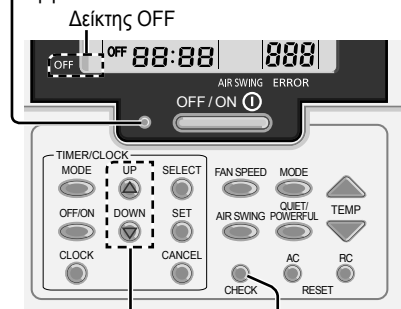 Δείκτης OFF
OFF OFF 88:88 888
AIR SWING ERROR
OFF/ON
TIMER/CLOCK
MODE UP SELECT FAN SPEED MODE
OFF/ON DOWN SET AIR SWING QUIET/POWERFUL TEMP
CLOCK CANCEL AC RC
CHECK RESET